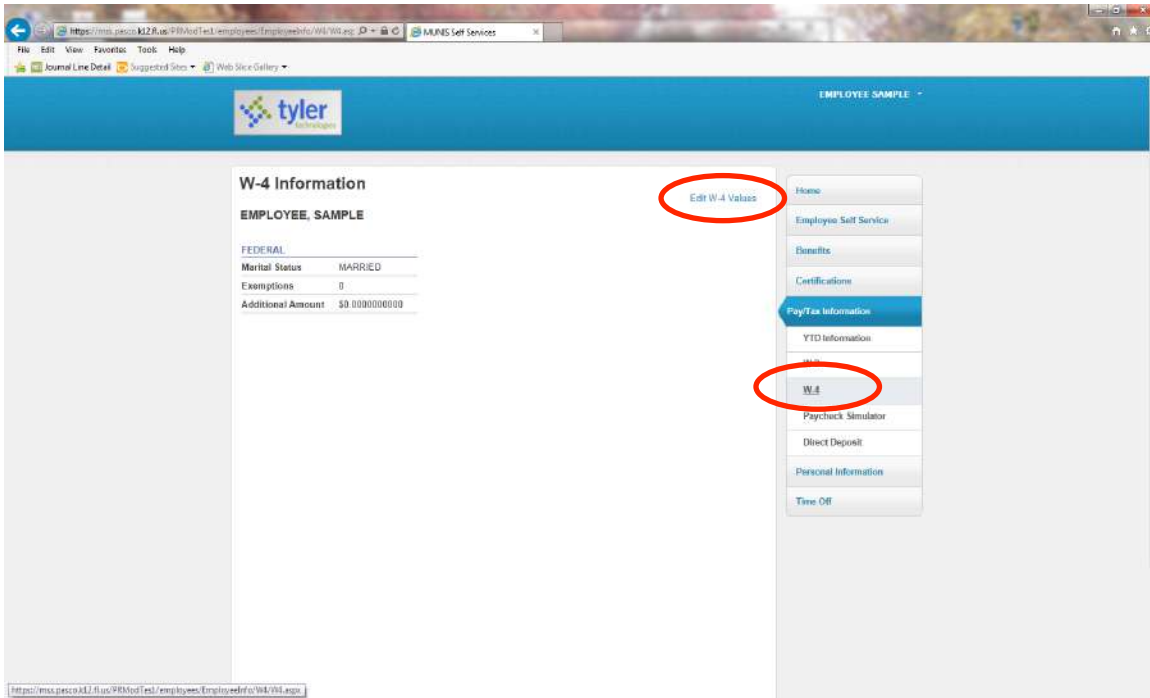 MUNIS Self Services
File Edit View Favorites Tools Help
Journal Line Detail Suggested Sites Web Slice Gallery
tyler
technologies
EMPLOYEE SAMPLE
W-4 Information
Edit W-4 Values
EMPLOYEE, SAMPLE
FEDERAL
Marital Status MARRIED
Exemptions 0
Additional Amount $0.0000000000
Home
Employee Self Service
Benefits
Certifications
Pay/Tax Information
YTD Information
W-4
Paycheck Simulator
Direct Deposit
Personal Information
Time Off
https://mss.pasco.k12.fl.us/PRModTest/employees/EmployeeInfo/W4/W4.aspx